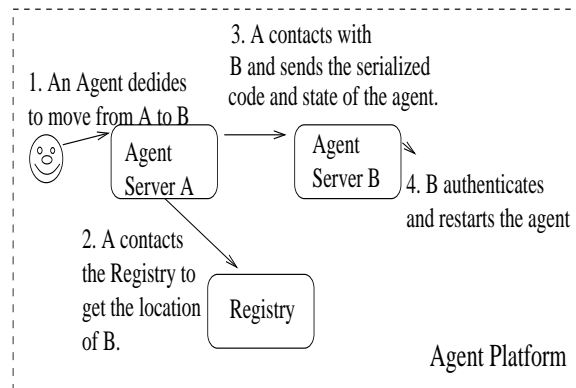 1. An Agent dedides
to move from A to B
Agent
Server A
2. A contacts
the Registry to
get the location
of B.
Registry
3. A contacts with
B and sends the serialized
code and state of the agent.
Agent
Server B
4. B authenticates
and restarts the agent
Agent Platform